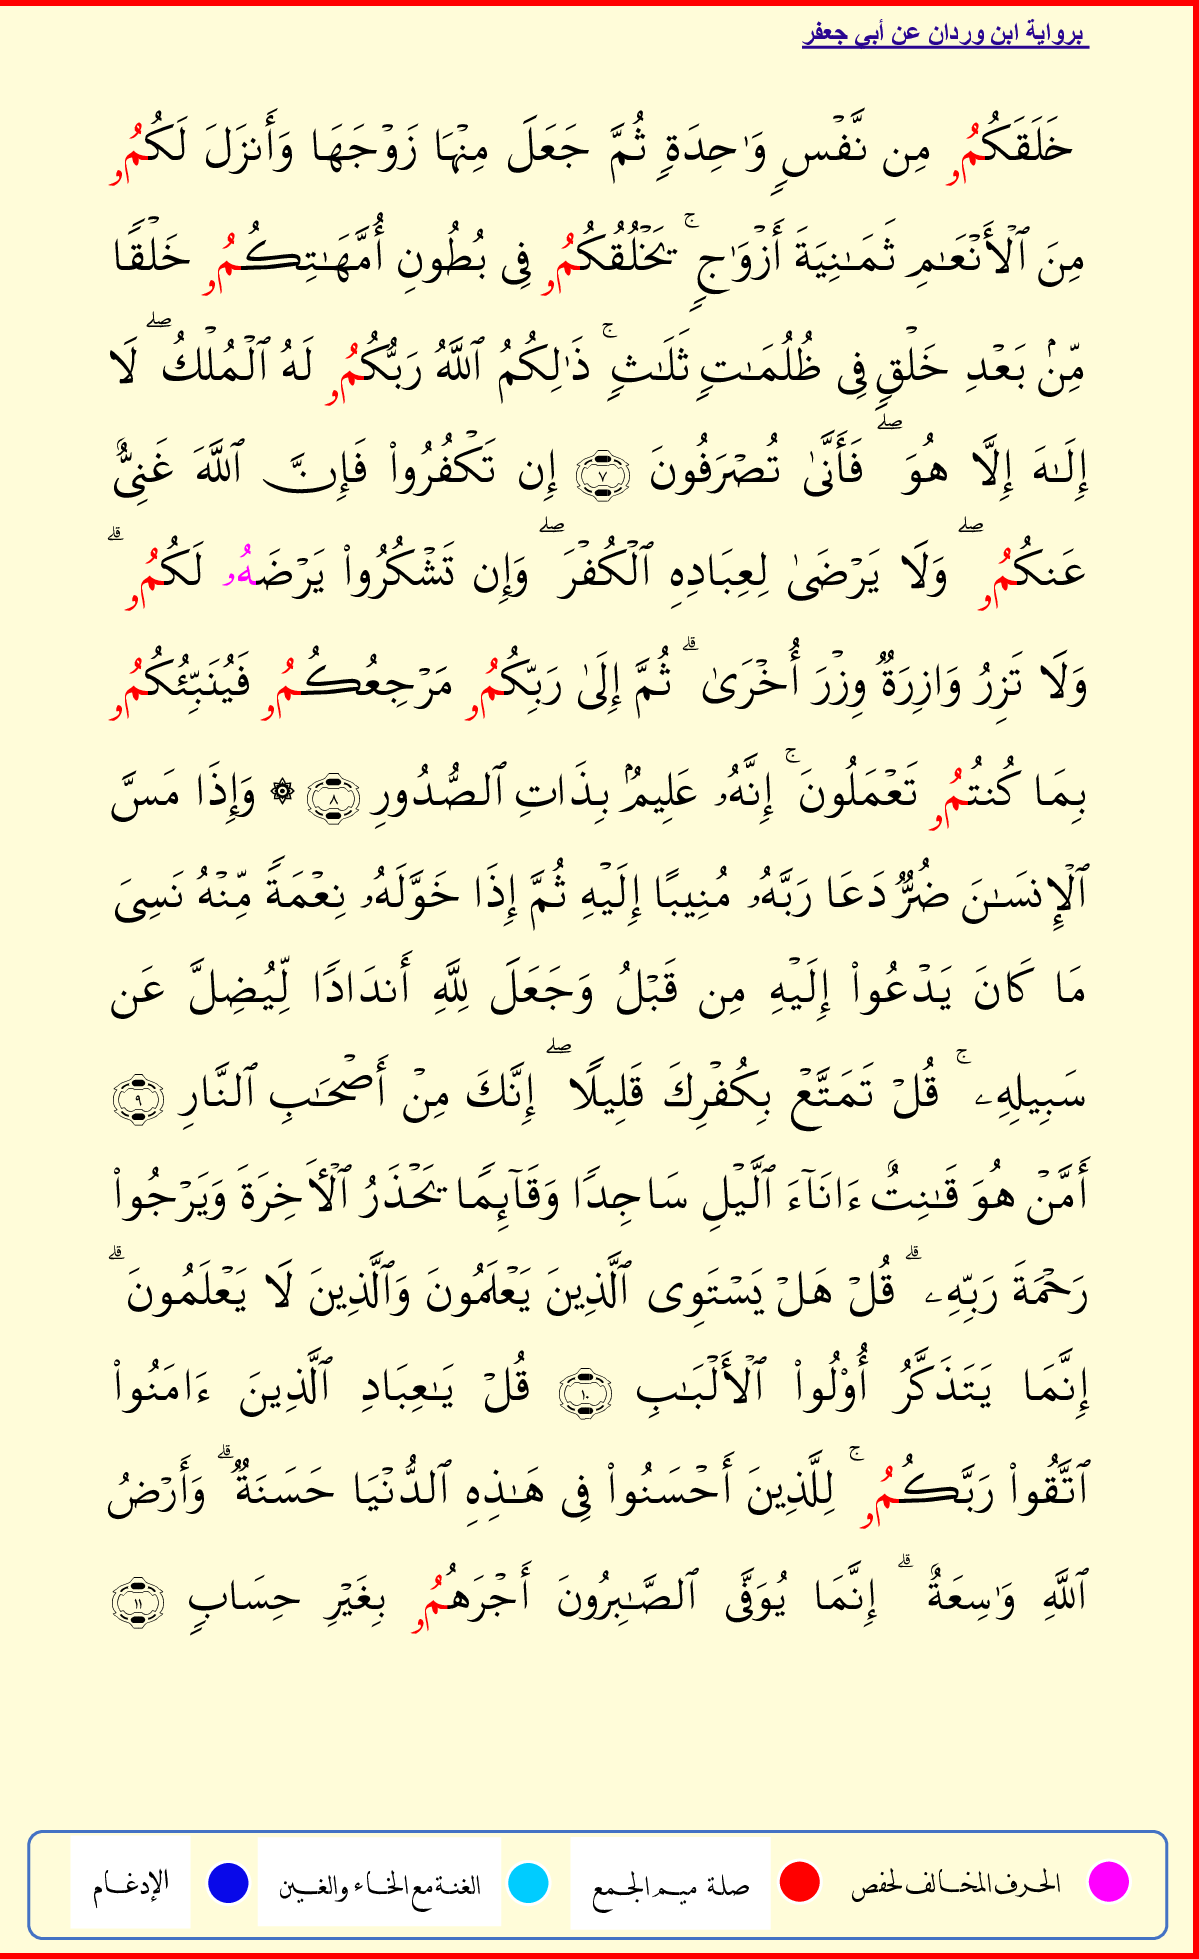 برواية ابن وردان عن أبي جعفر
خَلَقَكُمُۥ مِن نَّفۡسٖ وَٰحِدَةٖ ثُمَّ جَعَلَ مِنۡهَا زَوۡجَهَا وَأَنزَلَ لَكُمُۥ
مِنَ ٱلۡأَنۡعَٰمِ ثَمَٰنِيَةَ أَزۡوَٰجٖۚ يَخۡلُقُكُمُۥ فِي بُطُونِ أُمَّهَٰتِكُمُۥ خَلۡقٗا
مِّنۢ بَعۡدِ خَلۡقٖ فِي ظُلُمَٰتٖ ثَلَٰثٖۚ ذَٰلِكُمُ ٱللَّهُ رَبُّكُمُۥ لَهُ ٱلۡمُلۡكُۖ لَا
إِلَٰهَ إِلَّا هُوَۖ فَأَنَّىٰ تُصۡرَفُونَ ٧ إِن تَكۡفُرُواْ فَإِنَّ ٱللَّهَ غَنِيٌّ
عَنكُمُۥۖ وَلَا يَرۡضَىٰ لِعِبَادِهِ ٱلۡكُفۡرَۖ وَإِن تَشۡكُرُواْ يَرۡضَهُۥ لَكُمُۥۗ
وَلَا تَزِرُ وَازِرَةٞ وِزۡرَ أُخۡرَىٰۗ ثُمَّ إِلَىٰ رَبِّكُمُۥ مَرۡجِعُكُمُۥ فَيُنَبِّئُكُمُۥ
بِمَا كُنتُمُۥ تَعۡمَلُونَۚ إِنَّهُۥ عَلِيمُۢ بِذَاتِ ٱلصُّدُورِ ٨ ۞ وَإِذَا مَسَّ
ٱلۡإِنسَٰنَ ضُرّٞ دَعَا رَبَّهُۥ مُنِيبًا إِلَيۡهِ ثُمَّ إِذَا خَوَّلَهُۥ نِعۡمَةٗ مِّنۡهُ نَسِيَ
مَا كَانَ يَدۡعُواْ إِلَيۡهِ مِن قَبۡلُ وَجَعَلَ لِلَّهِ أَندَادٗا لِّيُضِلَّ عَن
سَبِيلِهِۦۚ قُلۡ تَمَتَّعۡ بِكُفۡرِكَ قَلِيلًاۖ إِنَّكَ مِنۡ أَصۡحَٰبِ ٱلنَّارِ ٩
أَمَّنۡ هُوَ قَٰنِتٌ ءَانَآءَ ٱلَّيۡلِ سَاجِدٗا وَقَآئِمٗا يَحۡذَرُ ٱلۡأٓخِرَةَ وَيَرۡجُواْ
رَحۡمَةَ رَبِّهِۦۗ قُلۡ هَلۡ يَسۡتَوِي ٱلَّذِينَ يَعۡلَمُونَ وَٱلَّذِينَ لَا يَعۡلَمُونَۗ
إِنَّمَا يَتَذَكَّرُ أُوْلُواْ ٱلۡأَلۡبَٰبِ ١٠ قُلۡ يَٰعِبَادِ ٱلَّذِينَ ءَامَنُواْ
ٱتَّقُواْ رَبَّكُمُۥۚ لِلَّذِينَ أَحۡسَنُواْ فِي هَٰذِهِ ٱلدُّنۡيَا حَسَنَةٞۗ وَأَرۡضُ
ٱللَّهِ وَٰسِعَةٌۗ إِنَّمَا يُوَفَّى ٱلصَّٰبِرُونَ أَجۡرَهُمُۥ بِغَيۡرِ حِسَابٖ ١١
الحرف المخالف لحفص صلة ميم الجمع الغنة مع الخاء والغين الإدغام